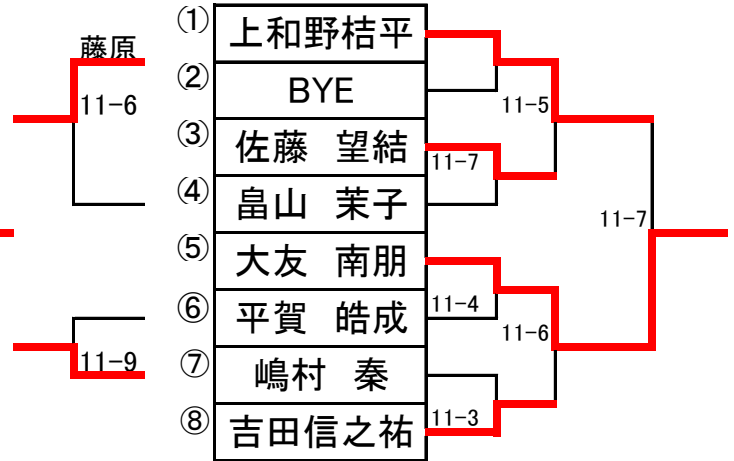 藤原
11-6
11-9
① 上和野桔平
② BYE
③ 佐藤 望結
④ 畠山 茉子
⑤ 大友 南朋
⑥ 平賀 皓成
⑦ 嶋村 秦
⑧ 吉田信之祐
11-7
11-4
11-3
11-5
11-6
11-7